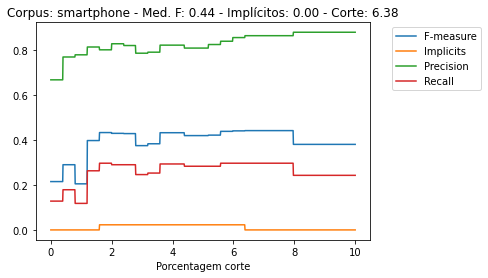 Corpus: smartphone - Med. F: 0.44 - Implícitos: 0.00 - Corte: 6.38
F-measure
Implicits
Precision
Recall
0.8
0.6
0.4
0.2
0.0
0 2 4 6 8 10
Porcentagem corte